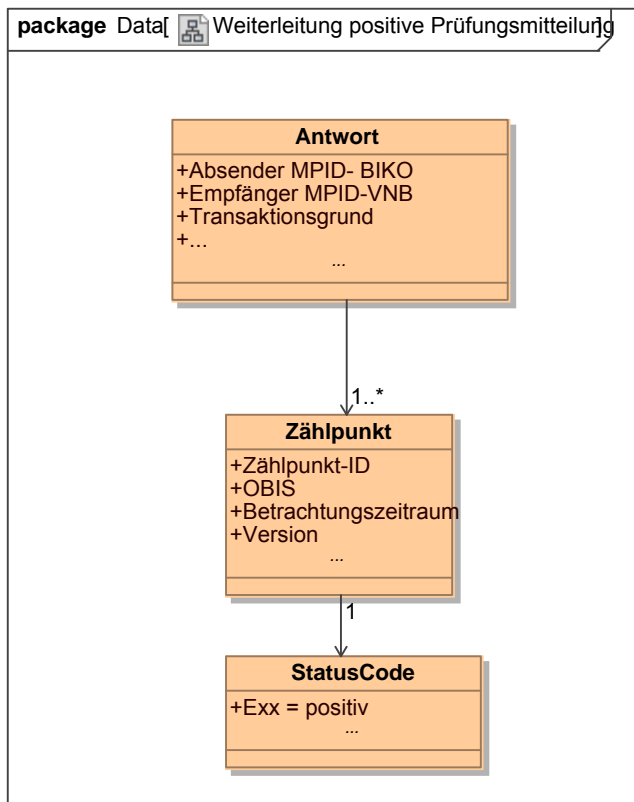 package Data[ Weiterleitung positive Prüfungsmitteilung]
Antwort
+Absender MPID- BIKO
+Empfänger MPID-VNB
+Transaktionsgrund
+...
...
1..*
Zählpunkt
+Zählpunkt-ID
+OBIS
+Betrachtungszeitraum
+Version
...
1
StatusCode
+Exx = positiv
...